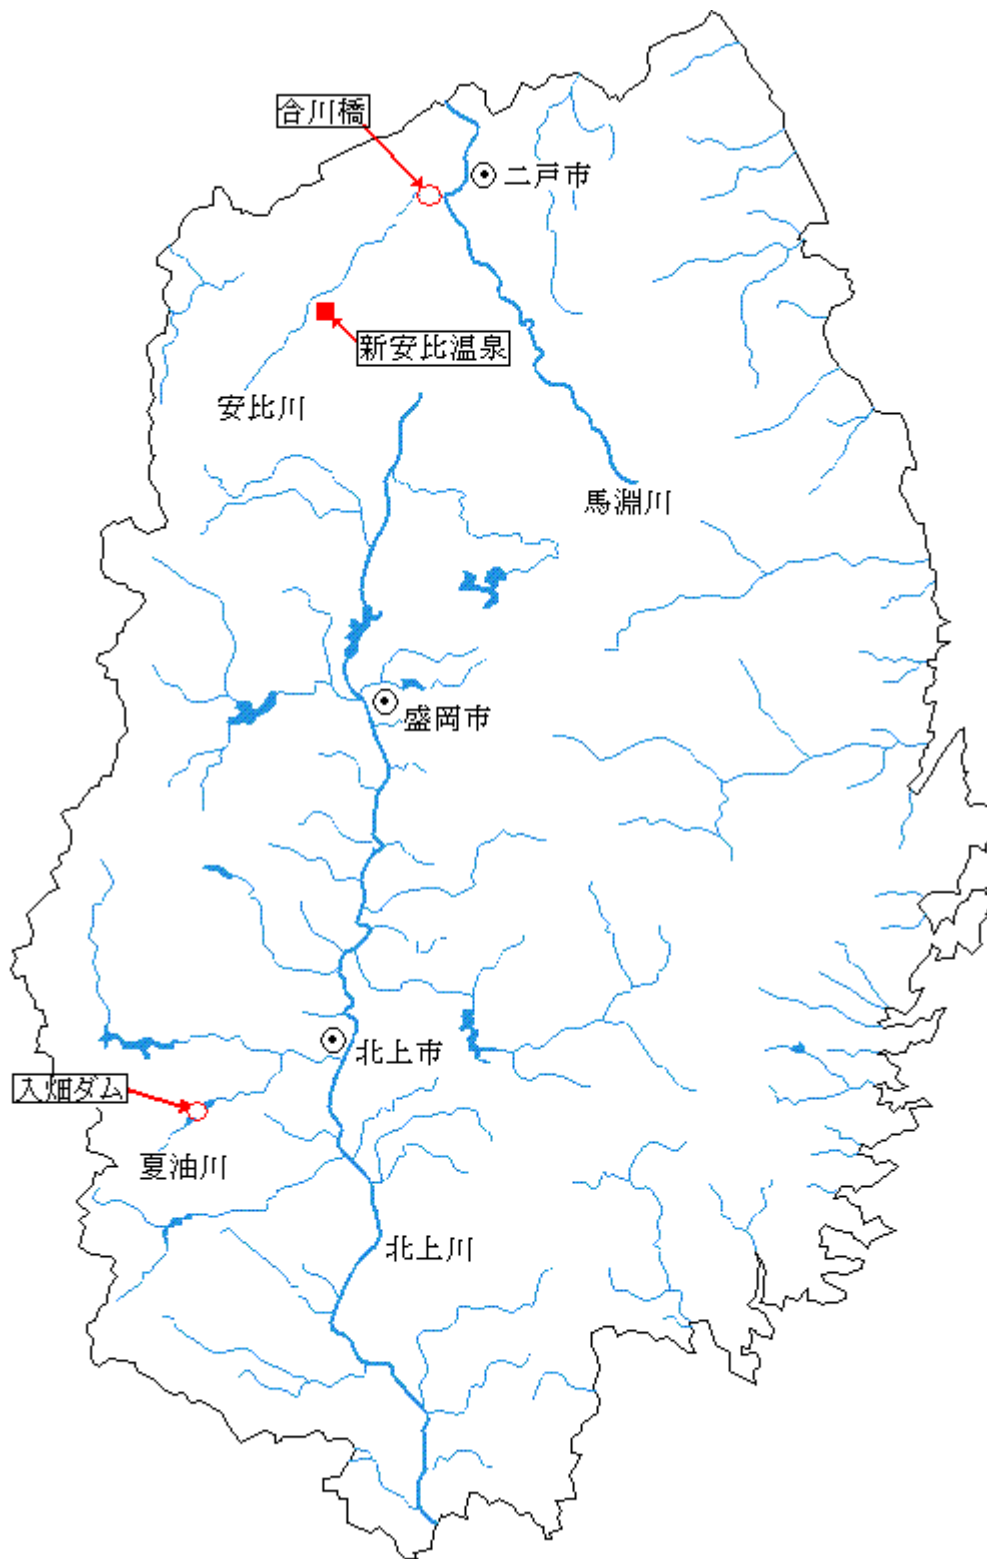 合川橋
二戸市
新安比温泉
安比川
馬淵川
盛岡市
北上市
入畑ダム
夏油川
北上川